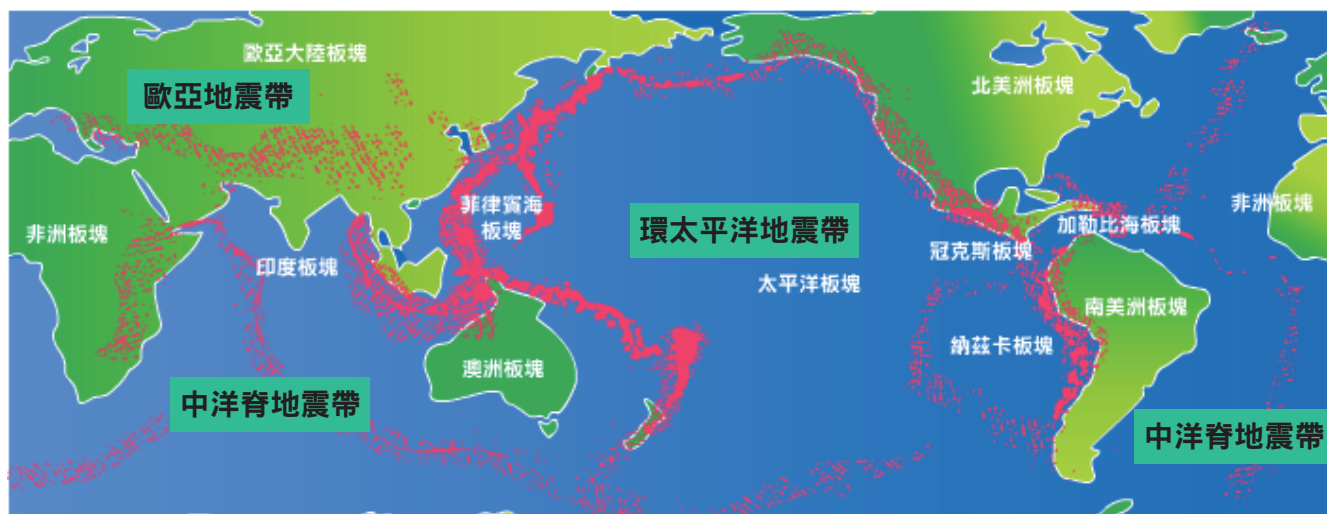 歐亞大陸板塊
歐亞地震帶
北美洲板塊
非洲板塊
菲律賓海
板塊
環太平洋地震帶
加勒比海板塊
非洲板塊
印度板塊
冠克斯板塊
太平洋板塊
南美洲板塊
納茲卡板塊
澳洲板塊
中洋脊地震帶
中洋脊地震帶